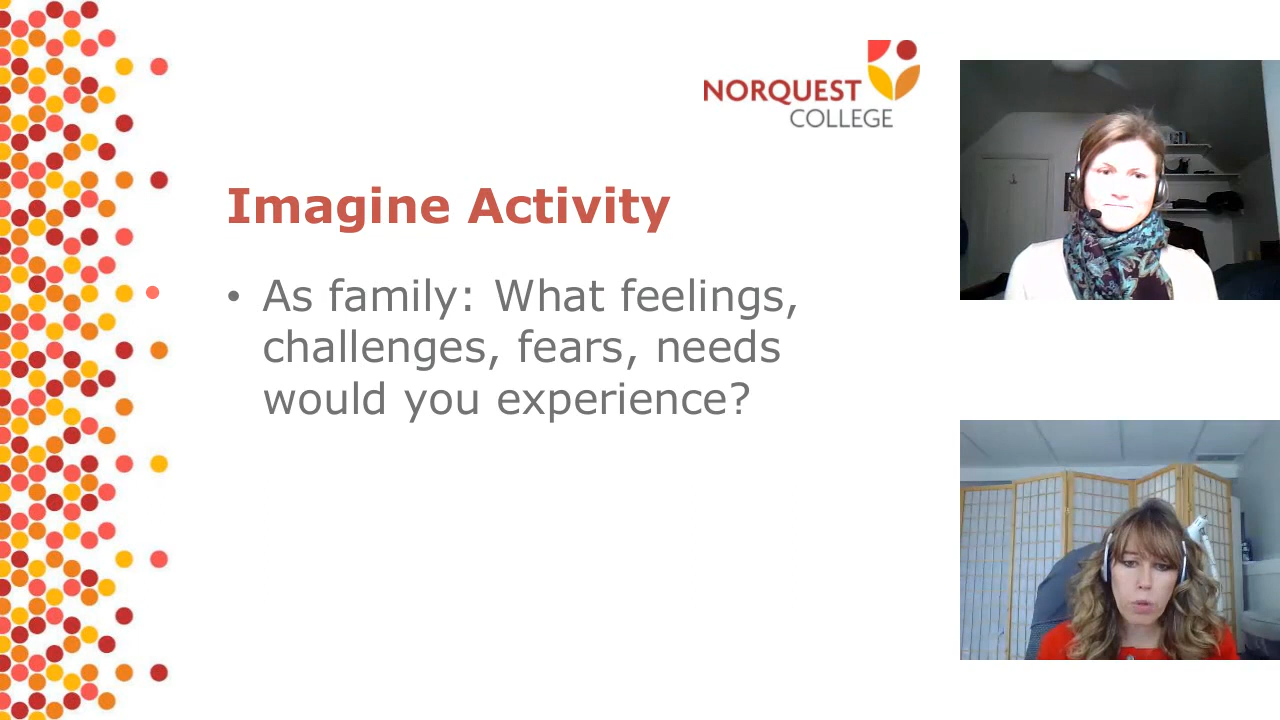 NORQUEST
COLLEGE
Imagine Activity
• As family: What feelings,
challenges, fears, needs
would you experience?